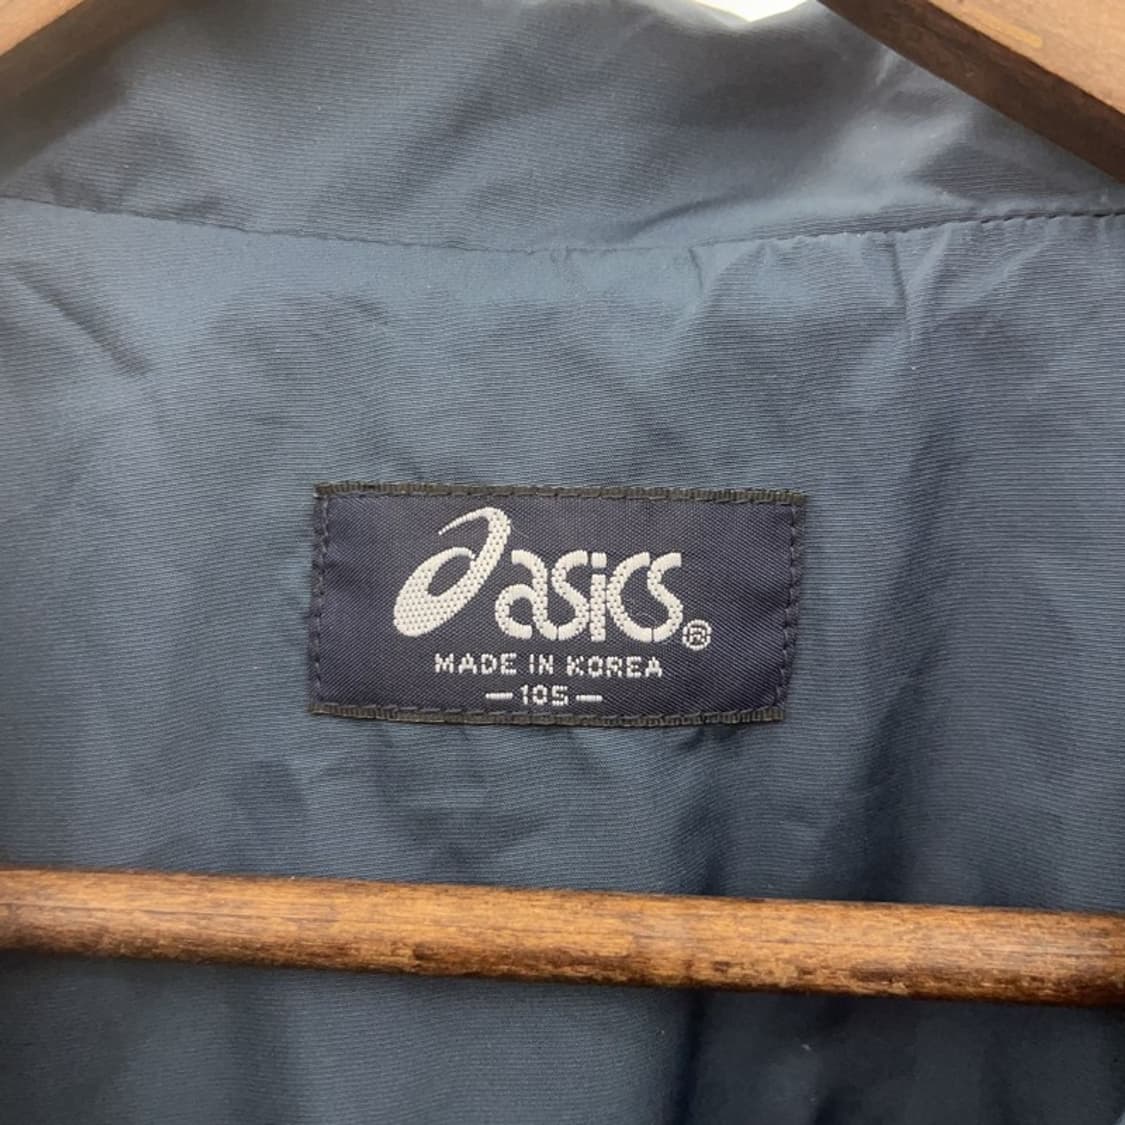 asics®
MADE IN KOREA
—105—